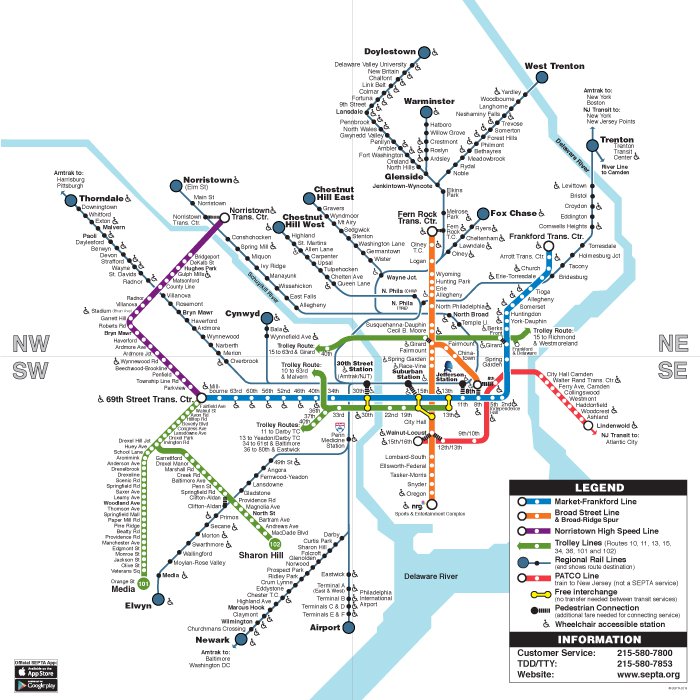 Doylestown
Delaware Valley University
New Britain
Chalfont
Link Belt
Colmar
Fortuna
9th Street
Lansdale
Pennbrook
North Wales
Gwynedd Valley
Penllyn
Ambler
Fort Washington
Oreland
North Hills
Glenside
Jenkintown-Wyncote
Warminster
Hatboro
Willow Grove
Crestmont
Roslyn
Ardsley
West Trenton
Yardley
Woodbourne
Langhorne
Neshaminy Falls
Trevose
Somerton
Forest Hills
Philmont
Bethayres
Meadowbrook
Rydal
Noble
Elkins
Park
Melrose
Park
Fern
Rock
T.C.
Amtrak to:
New York
Boston
NJ Transit to:
New York
New Jersey Points
Trenton
Trenton
Transit
Center
River Line
to Camden
Delaware River
Levittown
Bristol
Croydon
Eddington
Cornwells Heights
Torresdale
Holmesburg Jct
Tacony
Bridesburg
Amtrak to:
Harrisburg
Pittsburgh
Thorndale
Downingtown
Whitford
Exton
Malvern
Paoli
Daylesford
Berwyn
Devon
Strafford
Wayne
St. Davids
Radnor
Villanova
Rosemont
Bryn Mawr
Haverford
Ardmore
Wynnewood
Narberth
Merion
Overbrook
Norristown
(Elm St)
Main St
Norristown
Norristown
Trans. Ctr.
Norristown
Trans. Ctr.
Conshohocken
Spring Mill
Miquon
Ivy Ridge
Manayunk
Wissahickon
East Falls
Allegheny
Schuylkill River
Chestnut
Hill West
Highland
St. Martins
Allen Lane
Carpenter
Upsal
Tulpehocken
Chelten Ave
Queen Lane
Chestnut
Hill East
Gravers
Wyndmoor
Mt Airy
Sedgwick
Stenton
Washington Lane
Germantown
Wister
Wayne Jct.
N. Phila
N. Phila
Fern Rock
Trans. Ctr.
Olney
T.C.
Logan
Wyoming
Hunting Park
Erie
Allegheny
North Philadelphia
North Broad
Temple U
Susquehanna-Dauphin
Cecil B. Moore
Girard
Fairmount
Spring Garden
Race-Vine
Fox Chase
Ryers
Cheltenham
Lawndale
Olney
Frankford Trans. Ctr.
Arrott Trans. Ctr.
Church
Erie-Torresdale
Tioga
Allegheny
Somerset
Huntingdon
York-Dauphin
Berks
Girard
Spring
Garden
Trolley Route:
15 to Richmond
& Westmoreland
Frankford
& Delaware
Fairmount
China-
town
Bridgeport
DeKalb St
Hughes Park
Gulph Mills
Matsonford
County Line
Radnor
Villanova
Stadium
Garrett Hill
Roberts Rd
Bryn Mawr
Haverford
Ardmore Ave
Ardmore Jct
Wynnewood Rd
Beechwood-Brookline
Penfield
Township Line Rd
Parkview
69th Street Trans. Ctr.
Cynwyd
Bala
Wynnefield Ave
Trolley Route:
15 to 63rd & Girard
Trolley Route:
10 to 63rd
& Malvern
Trolley Routes:
11 to Darby TC
13 to Yeadon/Darby TC
34 to 61st & Baltimore
36 to 80th & Eastwick
30th Street
Station
(Amtrak/NJT)
Suburban
Station
Jefferson
Station
8th
Mill-
bourne
63rd
60th
56th
52nd
46th
40th
34th
30th
15th
13th
11th
8th
5th
2nd
Independence
Hall
40th
37th
36th
33rd
30th
22nd
19th
13th
City Hall
Walnut-Locust
15th/16th
12th/13th
9th/10th
Lombard-South
Ellsworth-Federal
Tasker-Morris
Snyder
Oregon
nrg
Sports & Entertainment Complex
City Hall Camden
Walter Rand Trans. Ctr.
Ferry Ave, Camden
Collingswood
Westmont
Haddonfield
Woodcrest
Ashland
Lindenwold
NJ Transit to:
Atlantic City
Penn
Medicine
Station
49th St
Angora
Fernwood-Yeadon
Lansdowne
Gladstone
Clifton-Aldan
Primos
Secane
Morton
Swarthmore
Wallingford
Moylan-Rose Valley
Media
Elwyn
Drexel Hill Jct
Huey Ave
School Lane
Aronimink
Anderson Ave
Drexelbrook
Drexeline
Scenic Rd
Springfield Rd
Saxer Ave
Leamy Ave
Woodland Ave
Thomson Ave
Springfield Mall
Paper Mill Rd
Pine Ridge
Beatty Rd
Providence Rd
Manchester Ave
Edgmont St
Monroe St
Jackson St
Olive St
Veterans Sq
Orange St
101
Media
Garrettford
Drexel Manor
Marshall Rd
Creek Rd
Baltimore Ave
Penn St
Springfield Rd
Clifton-Aldan
Providence Rd
Magnolia Av
North St
Bartram Ave
Andrews Av
MacDade Blvd
102
Sharon Hill
Darby
Curtis Park
Sharon Hill
Folcroft
Glenolden
Norwood
Prospect Park
Ridley Park
Crum Lynne
Eddystone
Chester T.C.
Highland Ave
Marcus Hook
Claymont
Wilmington
Churchmans Crossing
Newark
Amtrak to:
Baltimore
Washington DC
Eastwick
Terminal A
(East & West)
Terminal B
Terminals C & D
Terminals E & F
Philadelphia
International
Airport
Airport
Delaware River
NW
SW
NE
SE
LEGEND
Market-Frankford Line
Broad Street Line
& Broad-Ridge Spur
Norristown High Speed Line
Trolley Lines (Routes 10, 11, 13, 15,
34, 36, 101 and 102)
Regional Rail Lines
(and shows route destination)
PATCO Line
train to New Jersey (not a SEPTA service)
Free interchange
(no transfer needed between transit services)
Pedestrian Connection
(additional fare needed for connecting service)
Wheelchair accessible station
INFORMATION
Customer Service: 215-580-7800
TDD/TTY: 215-580-7853
Website: www.septa.org
Official SEPTA App
App Store
Google play